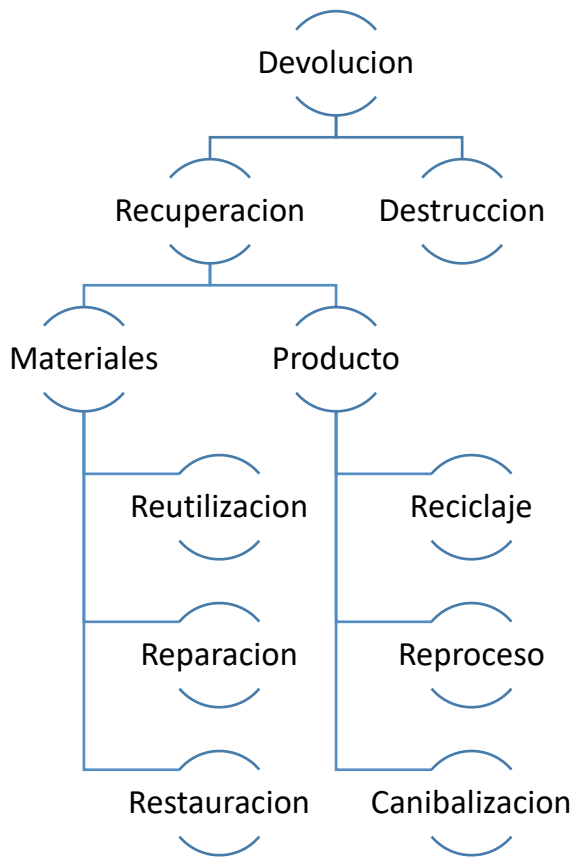 Devolucion
Recuperacion
Destruccion
Materiales
Producto
Reutilizacion
Reciclaje
Reparacion
Reproceso
Restauracion
Canibalizacion